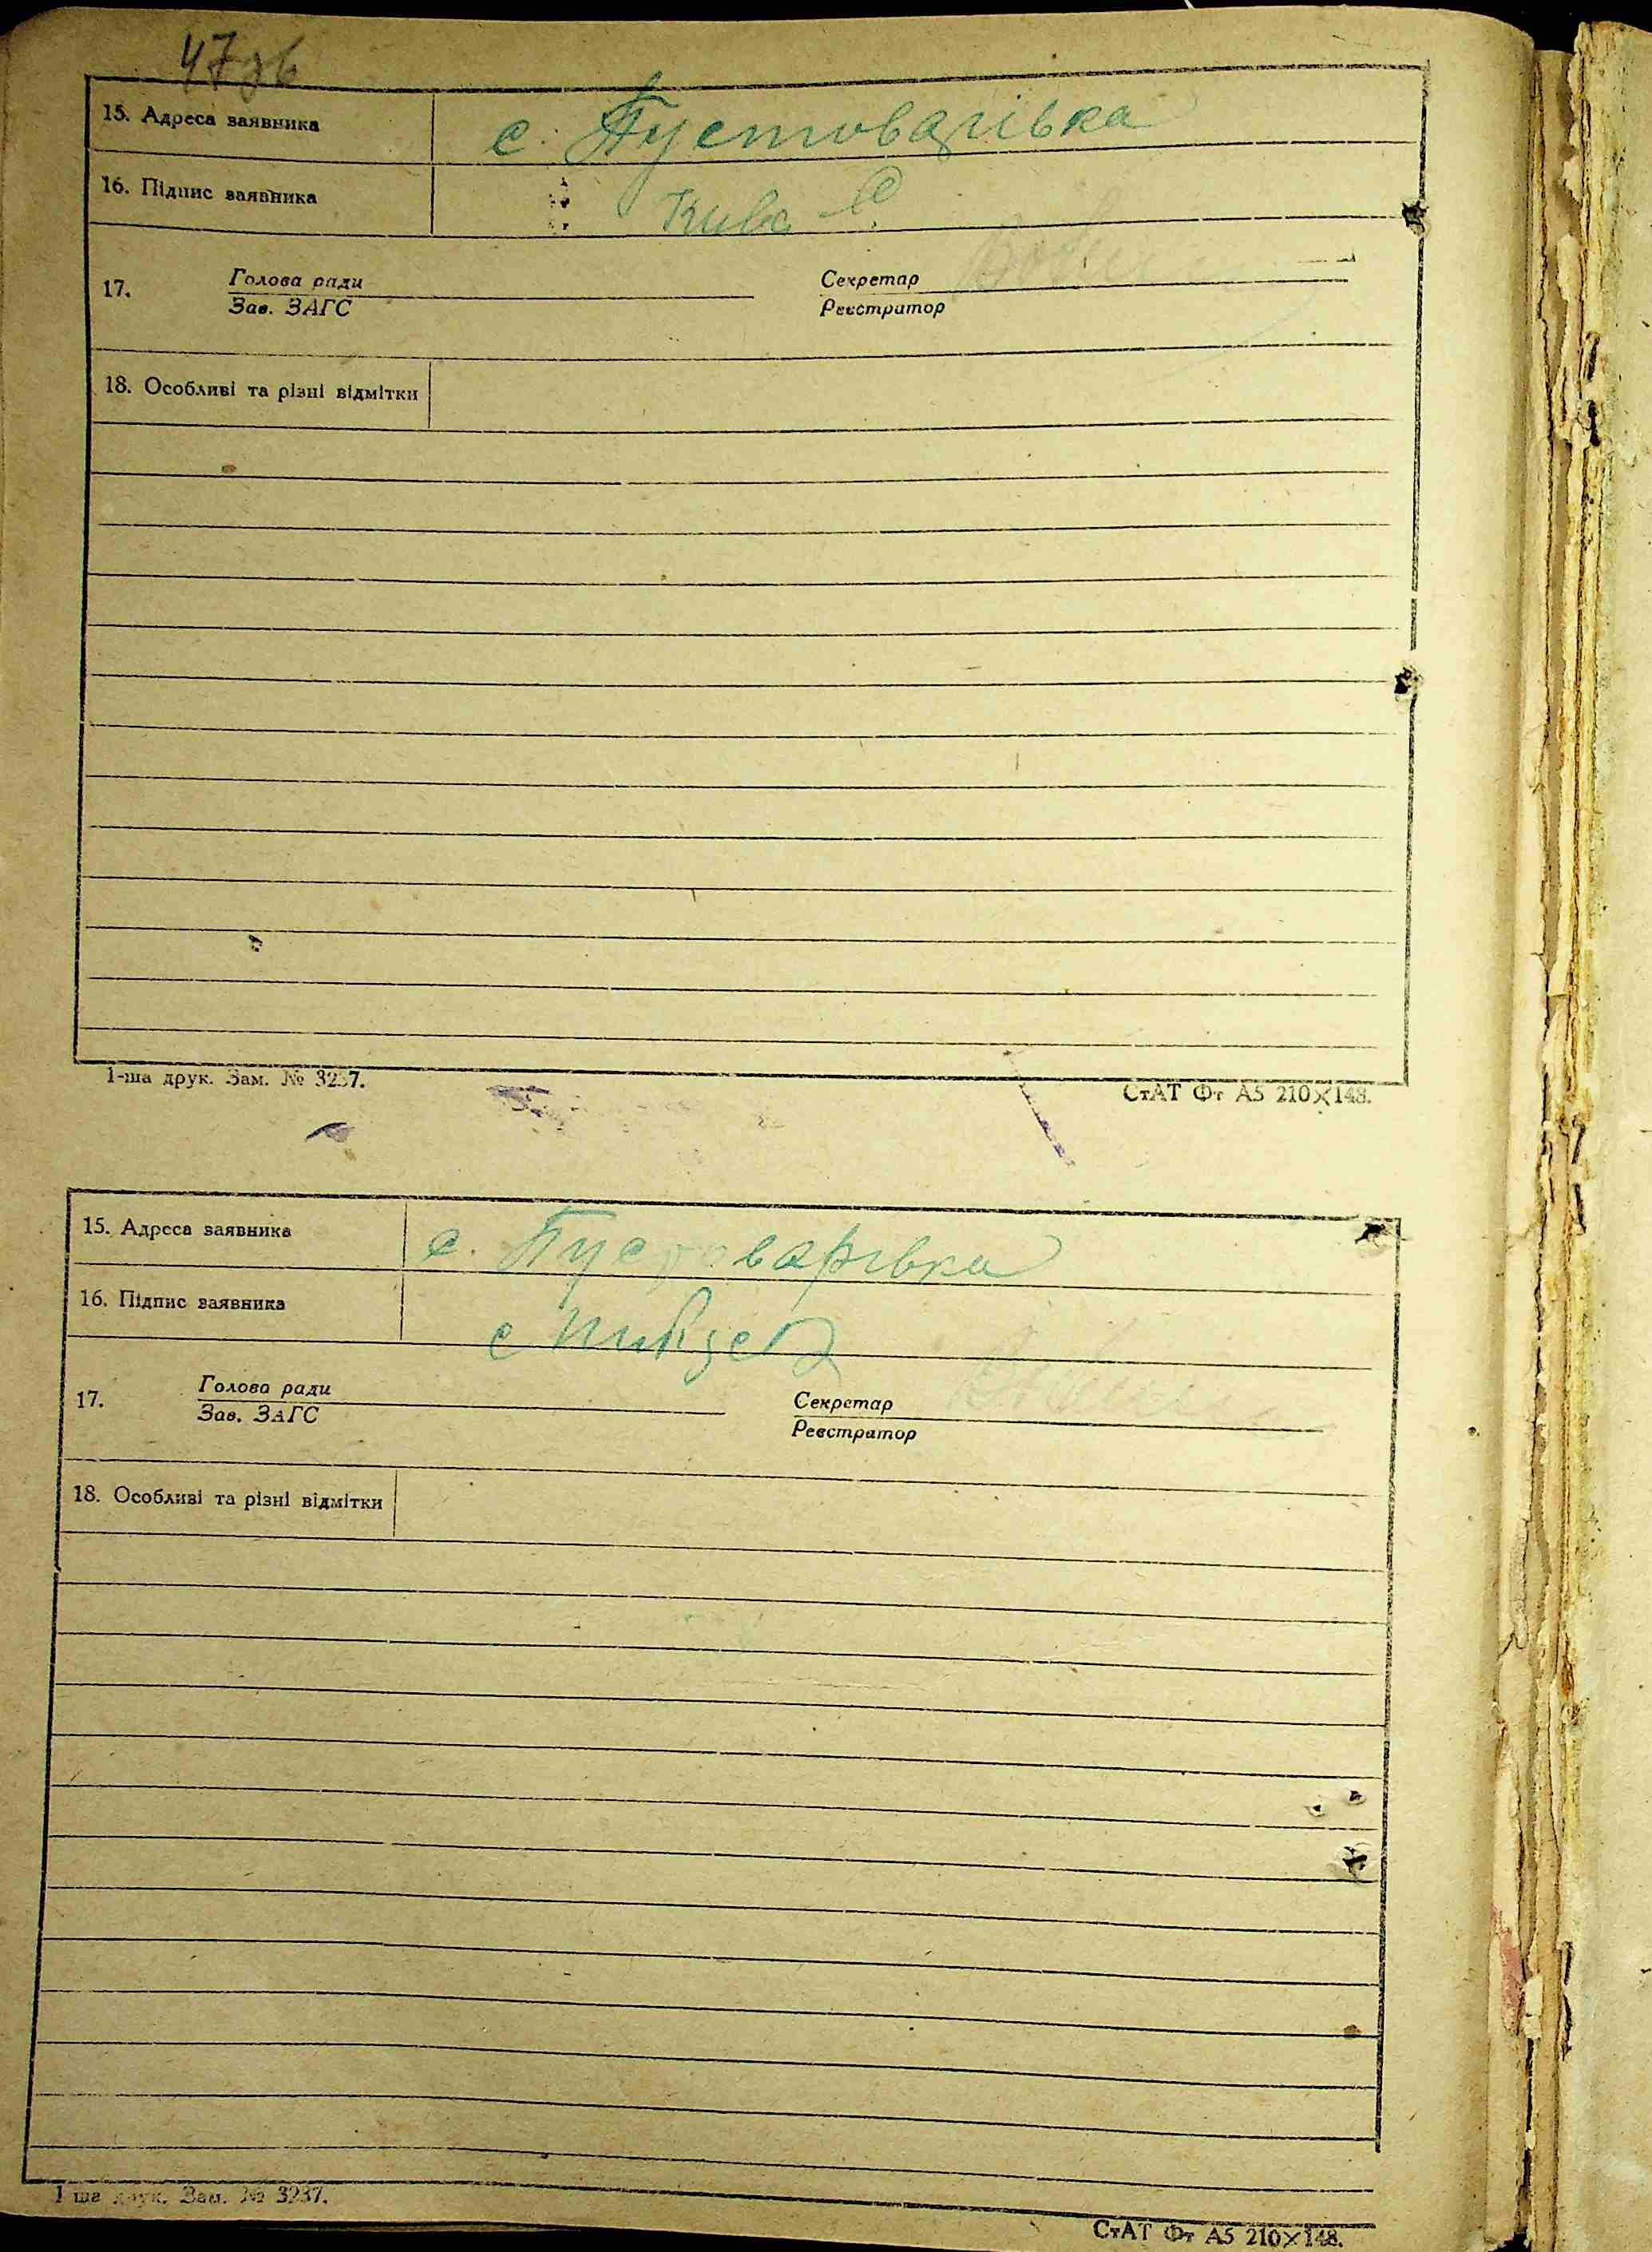 47зв
15. Адреса заявника с. Пустоварівка
16. Підпис заявника Кива С.
17. Голова ради Секретар
Зав. ЗАГС Реєстратор
18. Особливі та різні відмітки
1-ша друк. Зам. № 3237. СтАТ Фт А5 210×148.
15. Адреса заявника с. Пустоварівка
16. Підпис заявника
17. Голова ради Секретар
Зав. ЗАГС Реєстратор
18. Особливі та різні відмітки
1-ша друк. Зам. № 3237.
СтАТ Фт А5 210×148.